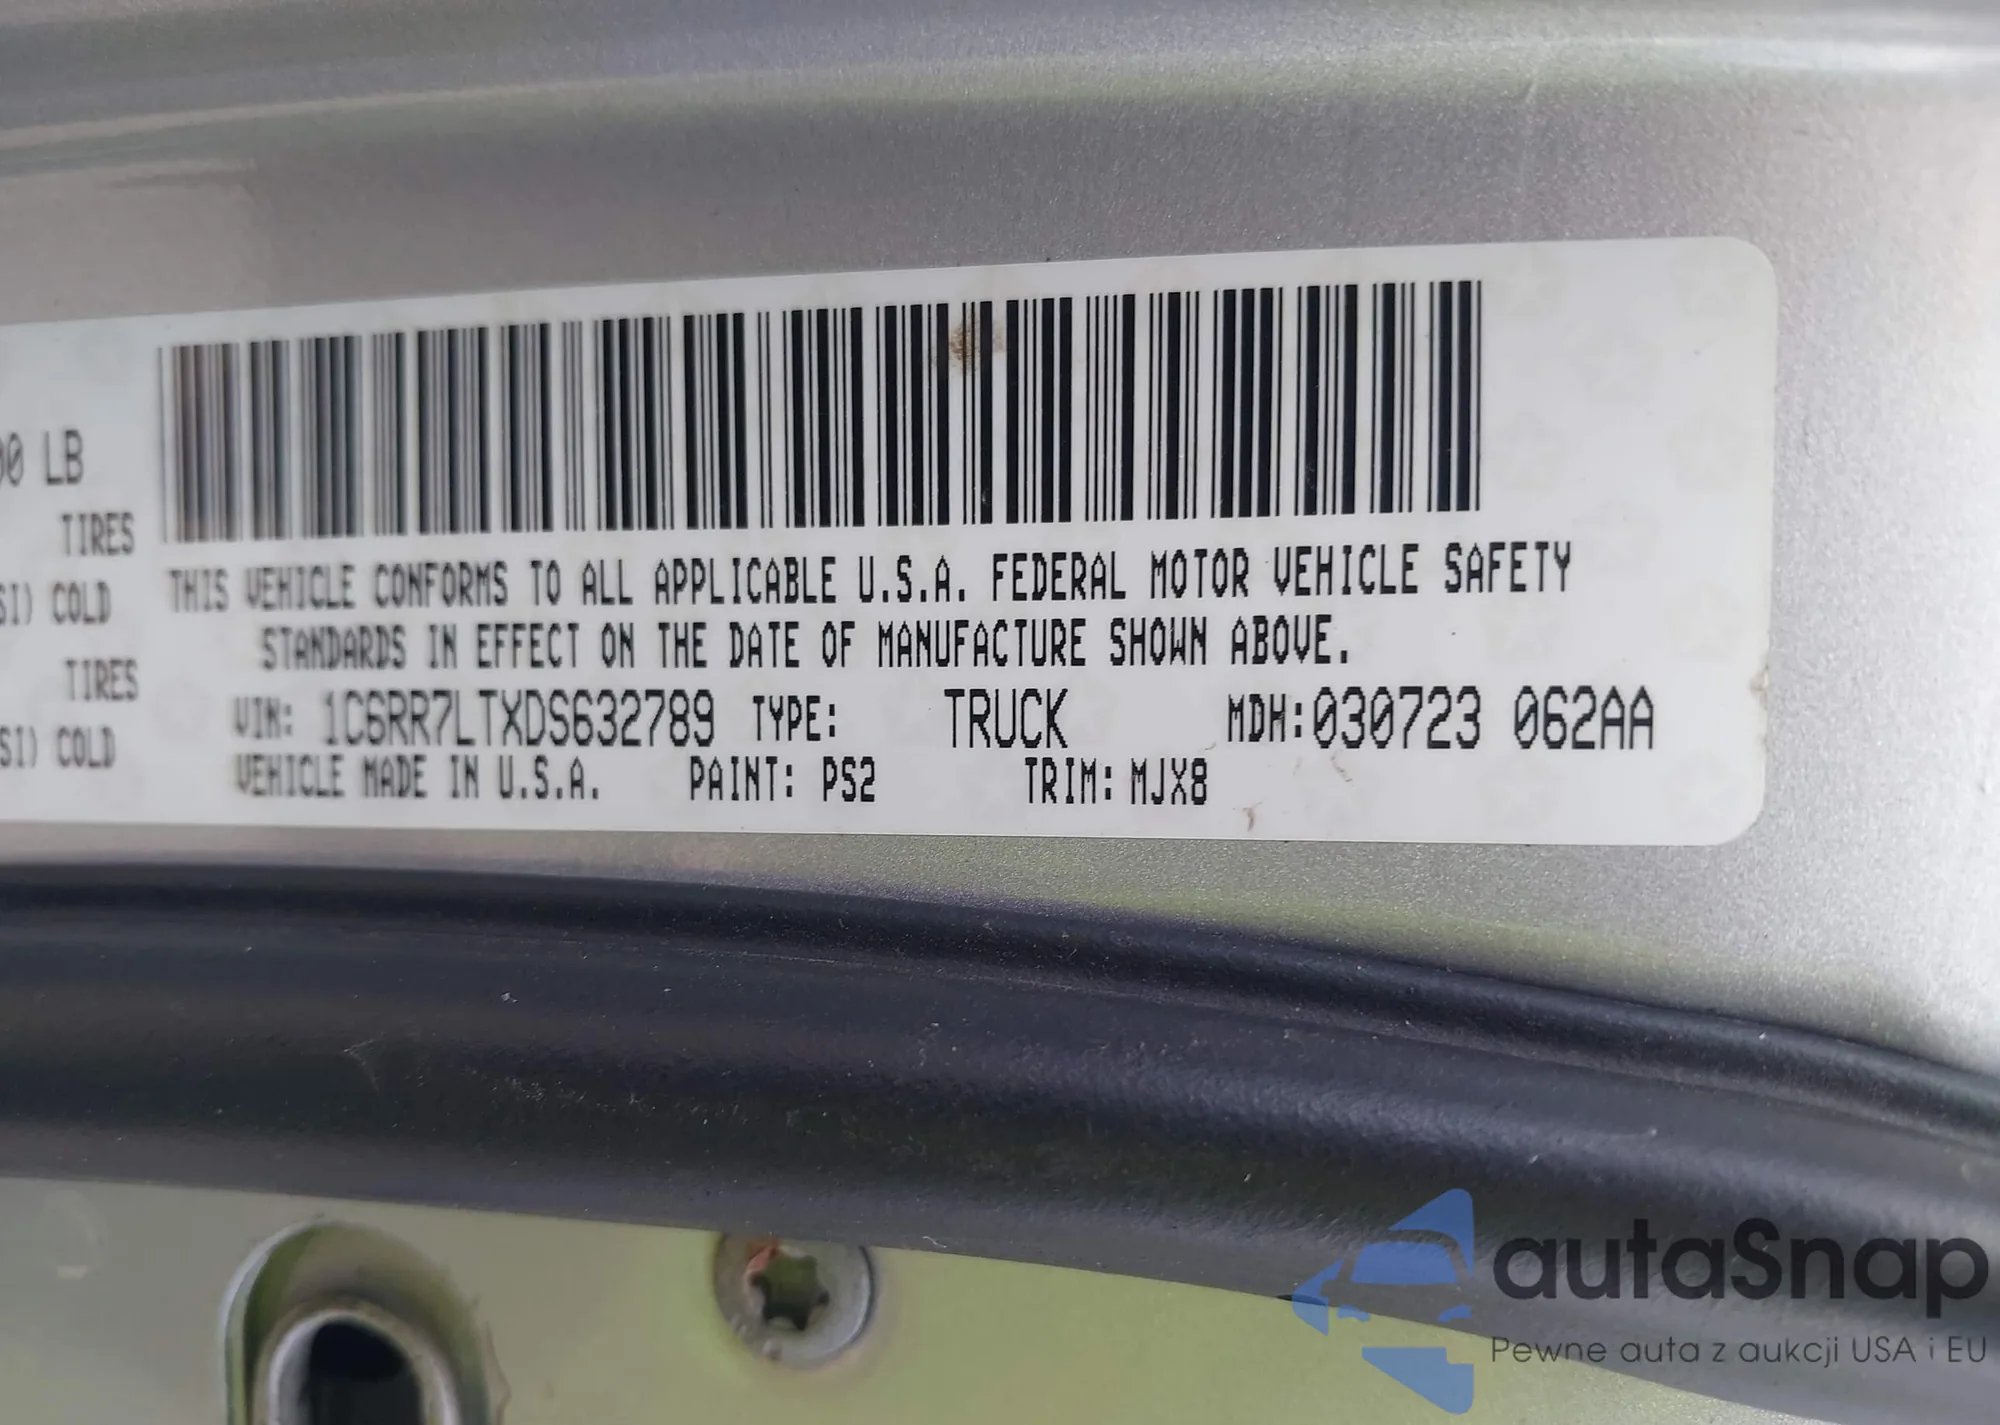 00 LB
TIRES
SI) COLD
TIRES
SI) COLD
THIS VEHICLE CONFORMS TO ALL APPLICABLE U.S.A. FEDERAL MOTOR VEHICLE SAFETY
STANDARDS IN EFFECT ON THE DATE OF MANUFACTURE SHOWN ABOVE.
VIN: 1C6RR7LTXDS632789 TYPE: TRUCK MDH:030723 062AA
VEHICLE MADE IN U.S.A. PAINT: PS2 TRIM: MJX8
autaSnap
Pewne auta z aukcji USA i EU